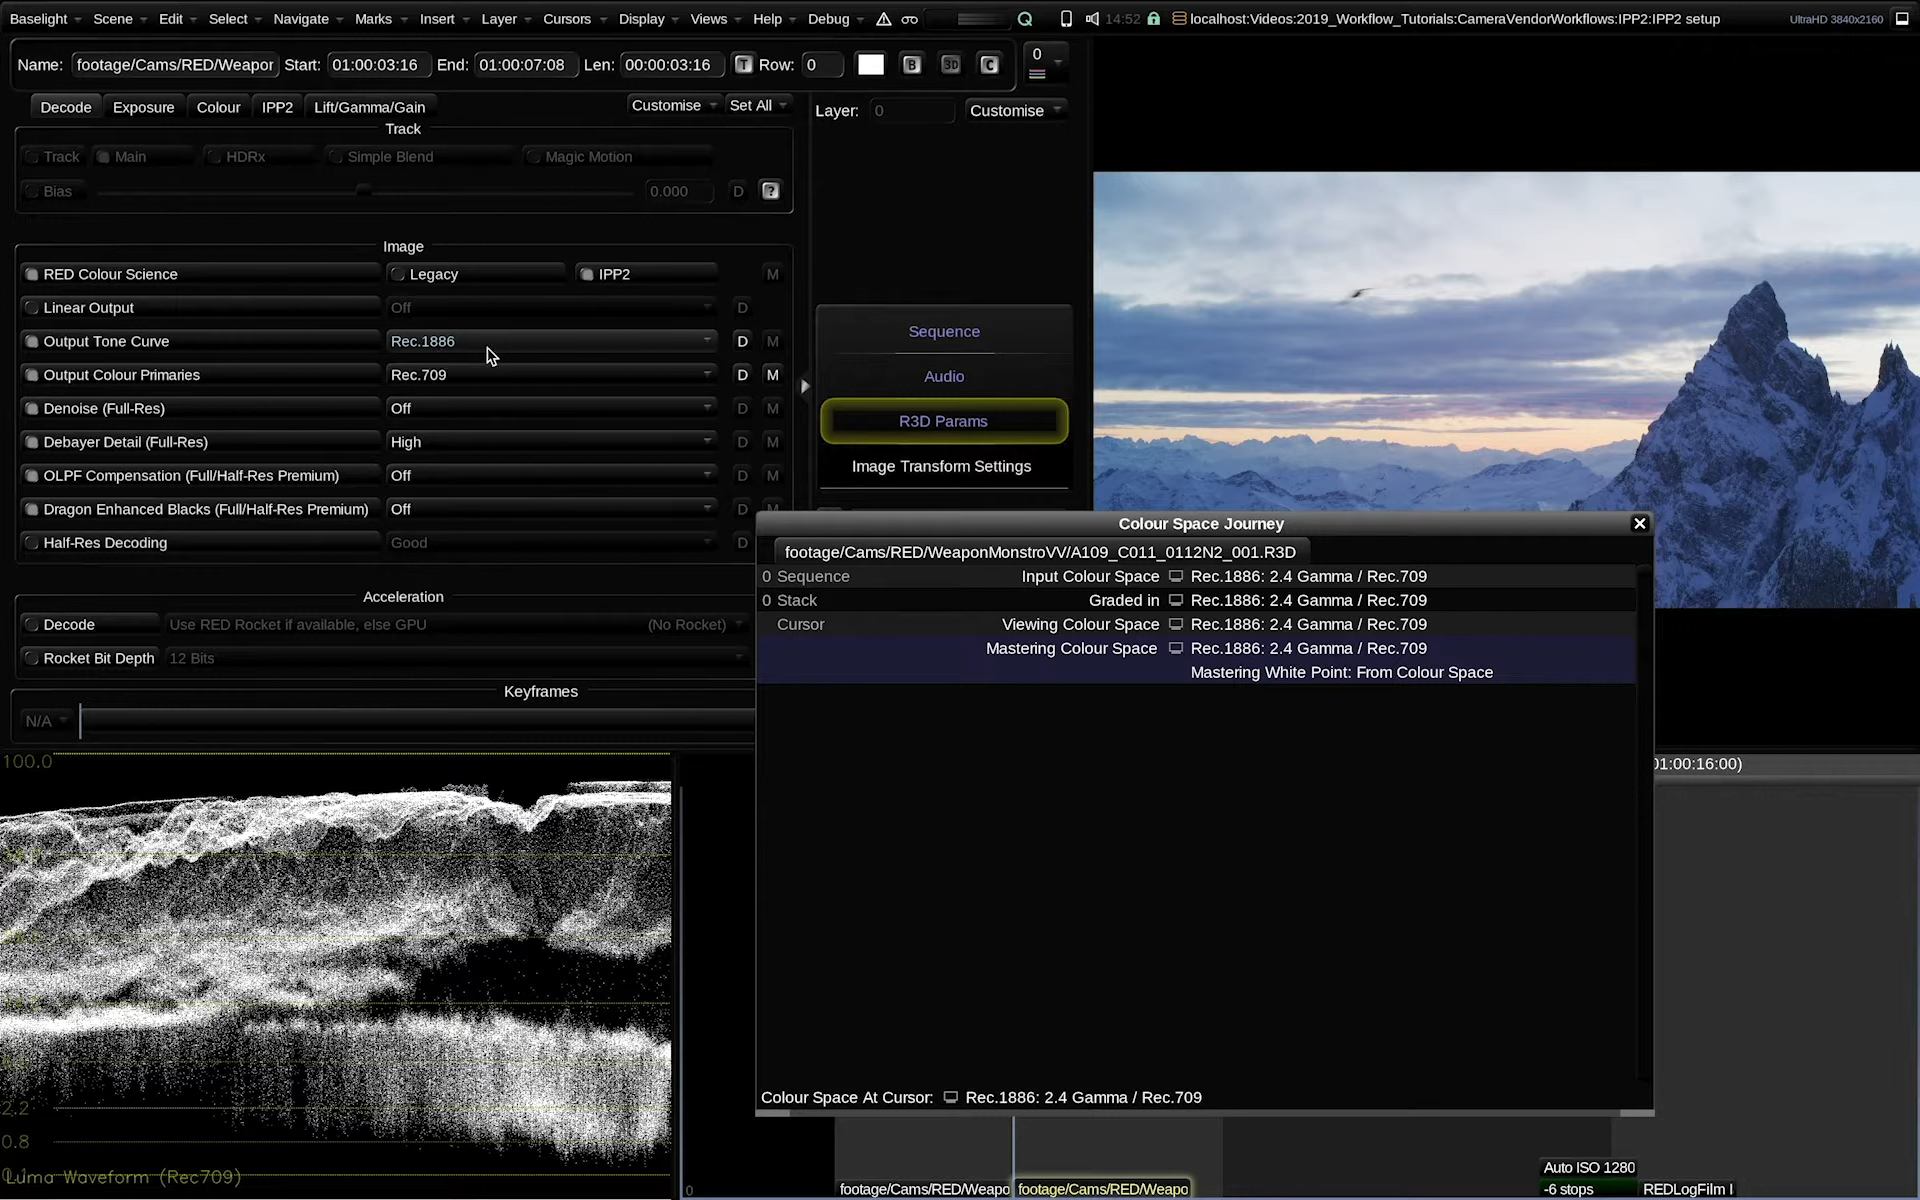 Baselight Scene Edit Select Navigate Marks Insert Layer Cursors Display Views Help Debug 14:52 localhost:Videos:2019_Workflow_Tutorials:CameraVendorWorkflows:IPP2:IPP2 setup UltraHD 3840x2160
Name: footage/Cams/RED/Weapor Start: 01:00:03:16 End: 01:00:07:08 Len: 00:00:03:16 T Row: 0 B 3D C 0
Decode Exposure Colour IPP2 Lift/Gamma/Gain Customise Set All
Layer: 0 Customise
Track
Track Main HDRx Simple Blend Magic Motion
Bias 0.000 D ?
Image
RED Colour Science Legacy IPP2 M
Linear Output Off D
Output Tone Curve Rec.1886 D M
Output Colour Primaries Rec.709 D M
Denoise (Full-Res) Off D M
Debayer Detail (Full-Res) High D M
OLPF Compensation (Full/Half-Res Premium) Off D M
Dragon Enhanced Blacks (Full/Half-Res Premium) Off D M
Half-Res Decoding Good D
Sequence
Audio
R3D Params
Image Transform Settings
Acceleration
Decode Use RED Rocket if available, else GPU (No Rocket)
Rocket Bit Depth 12 Bits
Keyframes
N/A
Colour Space Journey
footage/Cams/RED/WeaponMonstroVV/A109_C011_0112N2_001.R3D
0 Sequence Input Colour Space Rec.1886: 2.4 Gamma / Rec.709
0 Stack Graded in Rec.1886: 2.4 Gamma / Rec.709
Cursor Viewing Colour Space Rec.1886: 2.4 Gamma / Rec.709
Mastering Colour Space Rec.1886: 2.4 Gamma / Rec.709
Mastering White Point: From Colour Space
Colour Space At Cursor: Rec.1886: 2.4 Gamma / Rec.709
100.0
2.2
0.8
Luma Waveform (Rec709)
01:00:16:00)
0
footage/Cams/RED/Weapo footage/Cams/RED/Weapo
Auto ISO 1280
-6 stops REDLogFilm I